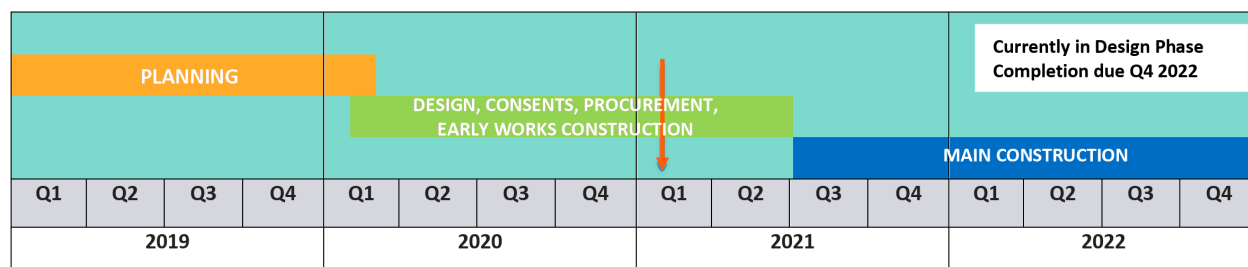 Currently in Design Phase
Completion due Q4 2022
PLANNING
DESIGN, CONSENTS, PROCUREMENT,
EARLY WORKS CONSTRUCTION
MAIN CONSTRUCTION
Q1 Q2 Q3 Q4 Q1 Q2 Q3 Q4 Q1 Q2 Q3 Q4 Q1 Q2 Q3 Q4
2019 2020 2021 2022